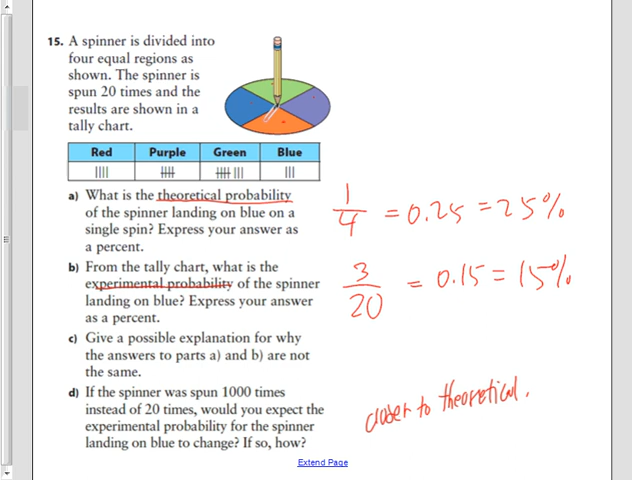 15. A spinner is divided into
four equal regions as
shown. The spinner is
spun 20 times and the
results are shown in a
tally chart.
Red Purple Green Blue
a) What is the theoretical probability
of the spinner landing on blue on a
single spin? Express your answer as
a percent.
1/4 = 0.25 = 25%
b) From the tally chart, what is the
experimental probability of the spinner
landing on blue? Express your answer
as a percent.
3/20 = 0.15 = 15%
c) Give a possible explanation for why
the answers to parts a) and b) are not
the same.
d) If the spinner was spun 1000 times
instead of 20 times, would you expect the
experimental probability for the spinner
landing on blue to change? If so, how?
closer to theoretical.
Extend Page